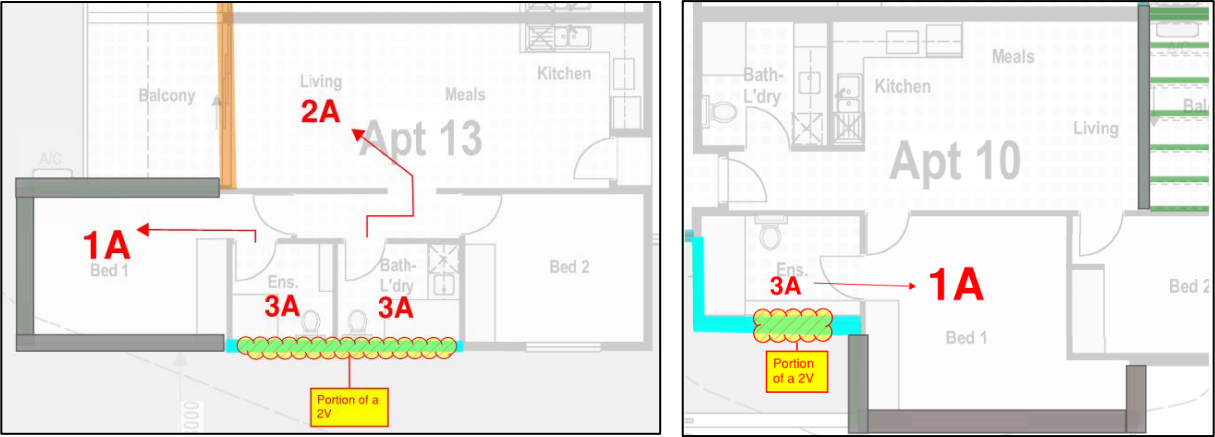 Living
Kitchen
Balcony
Meals
2A
Apt 13
A/C
1A
Bed 1
Ens.
3A
Bath-
L'dry
3A
Bed 2
Portion of a
2V
Meals
Bath-
L'dry
Kitchen
A/C
Bal
Living
Apt 10
Ens.
3A
1A
Bed 2
Bed 1
Portion
of a 2V